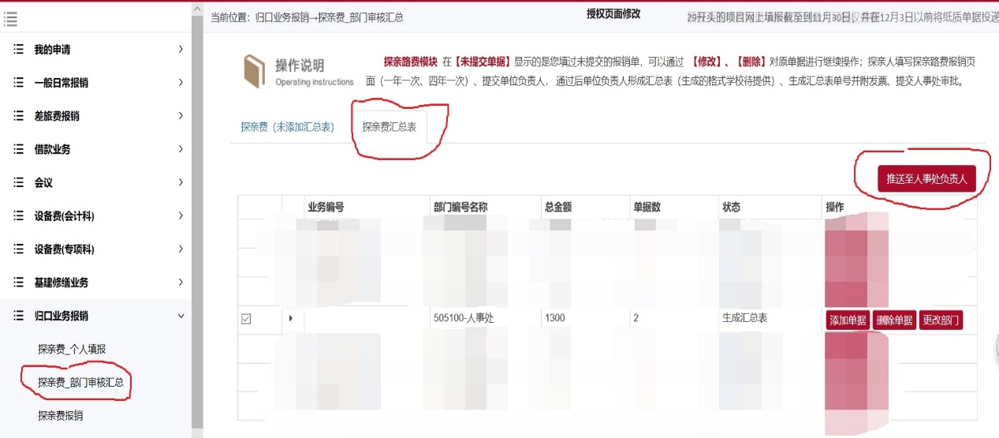 当前位置：归口业务报销→探亲费_部门审核汇总
授权页面修改
29开头的项目网上填报截至到11月30日，并在12月3日以前将纸质单据投递
我的申请
一般日常报销
差旅费报销
借款业务
会议
设备费(会计科)
设备费(专项科)
基建修缮业务
归口业务报销
探亲费_个人填报
探亲费_部门审核汇总
探亲费报销
操作说明
Operating instructions
探亲路费模块 在【未提交单据】显示的是您填过未提交的报销单，可以通过 【修改】、【删除】对原单据进行继续操作；探亲人填写探亲路费报销页
面（一年一次、四年一次）、提交单位负责人， 通过后单位负责人形成汇总表（生成的格式学校待提供）、生成汇总表单号并附发票、提交人事处审批。
探亲费（未添加汇总表） 探亲费汇总表
推送至人事处负责人
业务编号 部门编号名称 总金额 单据数 状态 操作
505100-人事处 1300 2 生成汇总表 添加单据 删除单据 更改部门